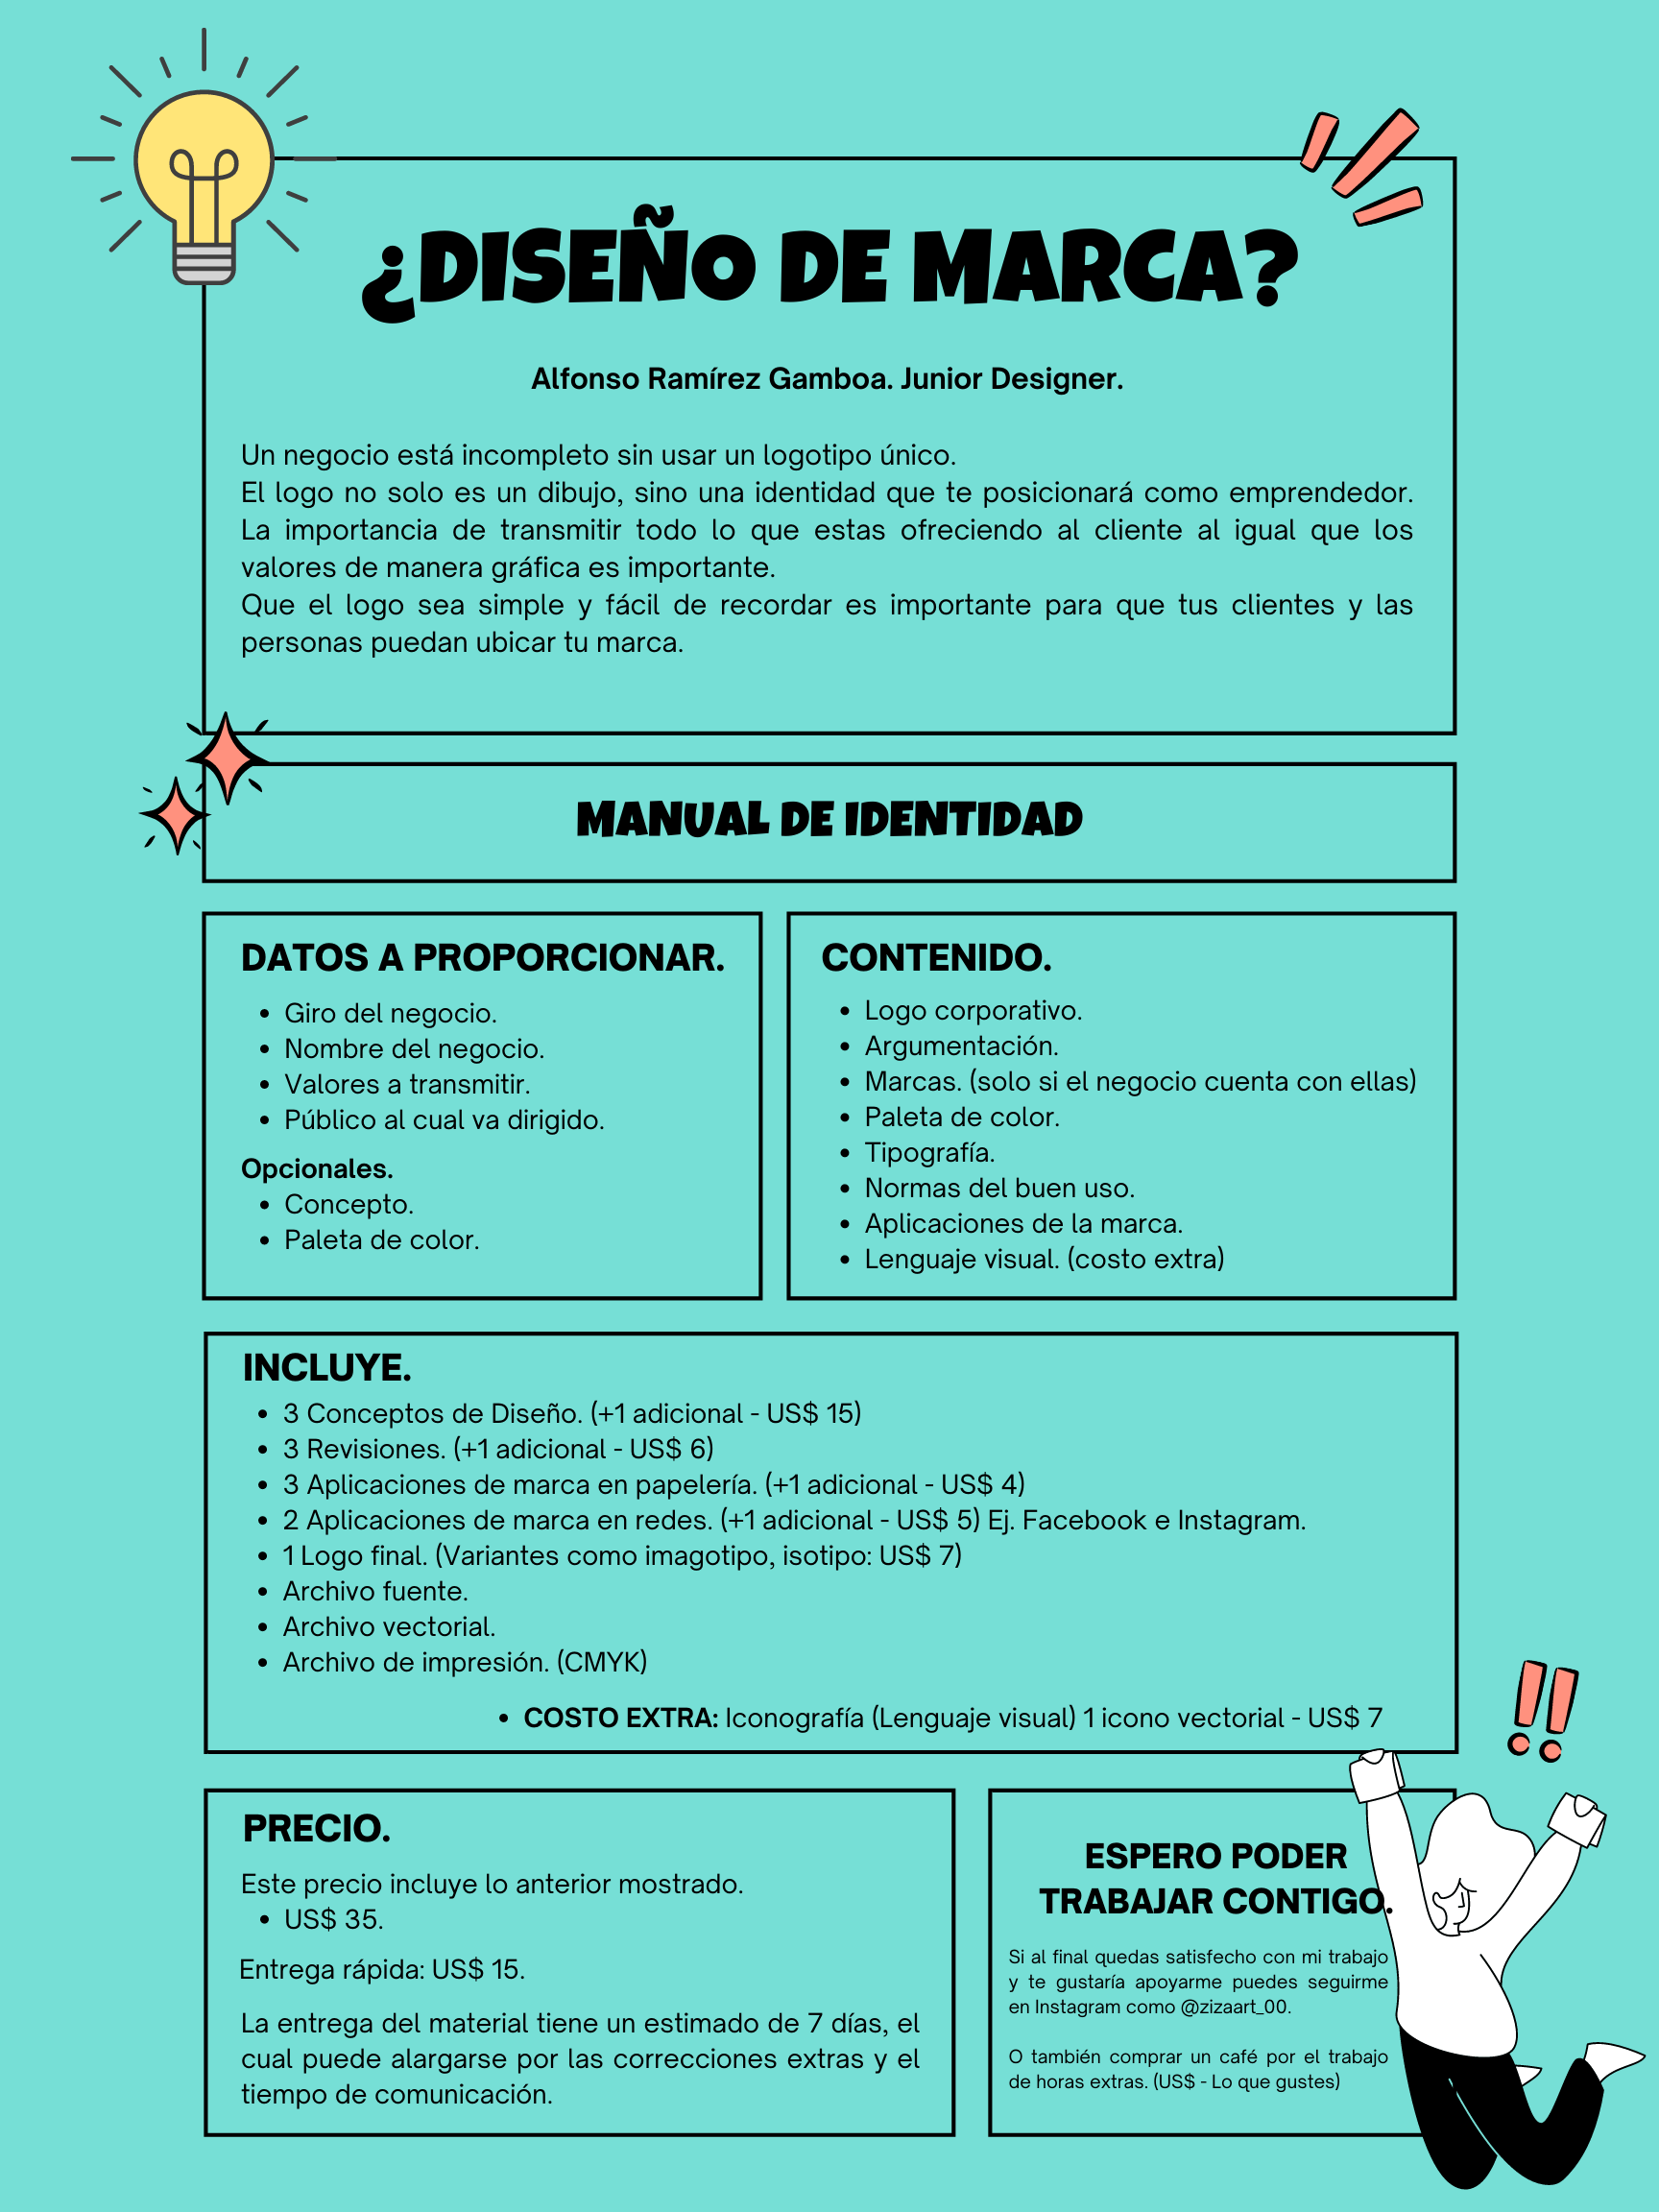 ¿DISEÑO DE MARCA?
Alfonso Ramírez Gamboa. Junior Designer.
Un negocio está incompleto sin usar un logotipo único.
El logo no solo es un dibujo, sino una identidad que te posicionará como emprendedor.
La importancia de transmitir todo lo que estas ofreciendo al cliente al igual que los
valores de manera gráfica es importante.
Que el logo sea simple y fácil de recordar es importante para que tus clientes y las
personas puedan ubicar tu marca.
MANUAL DE IDENTIDAD
DATOS A PROPORCIONAR.
• Giro del negocio.
• Nombre del negocio.
• Valores a transmitir.
• Público al cual va dirigido.
Opcionales.
• Concepto.
• Paleta de color.
CONTENIDO.
• Logo corporativo.
• Argumentación.
• Marcas. (solo si el negocio cuenta con ellas)
• Paleta de color.
• Tipografía.
• Normas del buen uso.
• Aplicaciones de la marca.
• Lenguaje visual. (costo extra)
INCLUYE.
• 3 Conceptos de Diseño. (+1 adicional - US$ 15)
• 3 Revisiones. (+1 adicional - US$ 6)
• 3 Aplicaciones de marca en papelería. (+1 adicional - US$ 4)
• 2 Aplicaciones de marca en redes. (+1 adicional - US$ 5) Ej. Facebook e Instagram.
• 1 Logo final. (Variantes como imagotipo, isotipo: US$ 7)
• Archivo fuente.
• Archivo vectorial.
• Archivo de impresión. (CMYK)
• COSTO EXTRA: Iconografía (Lenguaje visual) 1 icono vectorial - US$ 7
PRECIO.
Este precio incluye lo anterior mostrado.
• US$ 35.
Entrega rápida: US$ 15.
La entrega del material tiene un estimado de 7 días, el
cual puede alargarse por las correcciones extras y el
tiempo de comunicación.
ESPERO PODER
TRABAJAR CONTIGO.
Si al final quedas satisfecho con mi trabajo
y te gustaría apoyarme puedes seguirme
en Instagram como @zizaart_00.
O también comprar un café por el trabajo
de horas extras. (US$ - Lo que gustes)